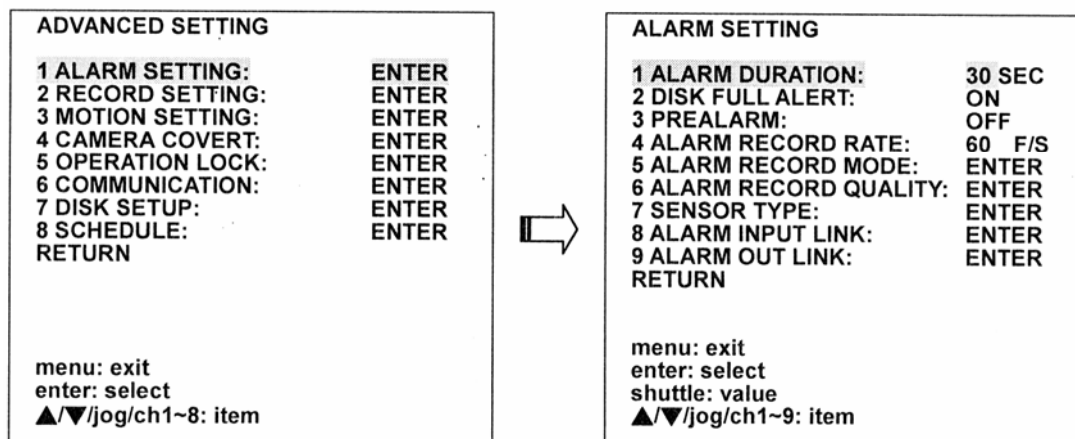 ADVANCED SETTING
1 ALARM SETTING: ENTER
2 RECORD SETTING: ENTER
3 MOTION SETTING: ENTER
4 CAMERA COVERT: ENTER
5 OPERATION LOCK: ENTER
6 COMMUNICATION: ENTER
7 DISK SETUP: ENTER
8 SCHEDULE: ENTER
RETURN
menu: exit
enter: select
▲/▼/jog/ch1~8: item
ALARM SETTING
1 ALARM DURATION: 30 SEC
2 DISK FULL ALERT: ON
3 PREALARM: OFF
4 ALARM RECORD RATE: 60 F/S
5 ALARM RECORD MODE: ENTER
6 ALARM RECORD QUALITY: ENTER
7 SENSOR TYPE: ENTER
8 ALARM INPUT LINK: ENTER
9 ALARM OUT LINK: ENTER
RETURN
menu: exit
enter: select
shuttle: value
▲/▼/jog/ch1~9: item